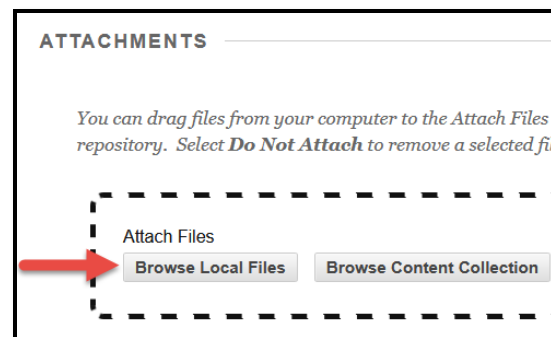 ATTACHMENTS
You can drag files from your computer to the Attach Files
repository. Select Do Not Attach to remove a selected
Attach Files
Browse Local Files Browse Content Collection